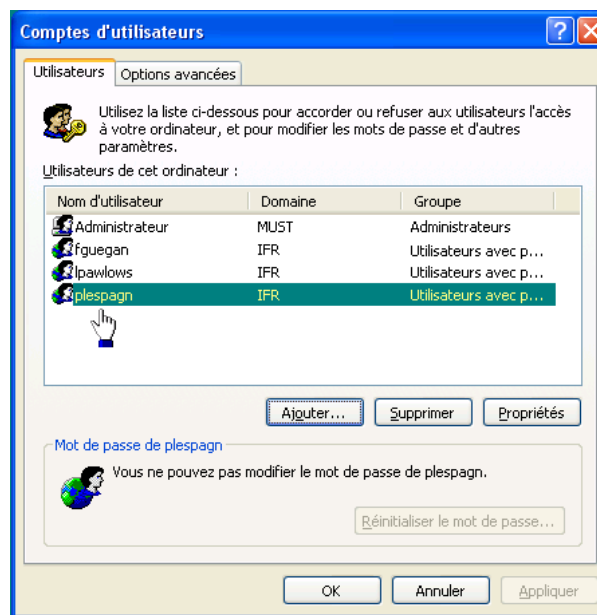 Comptes d'utilisateurs
Utilisateurs Options avancées
Utilisez la liste ci-dessous pour accorder ou refuser aux utilisateurs l'accès
à votre ordinateur, et pour modifier les mots de passe et d'autres
paramètres.
Utilisateurs de cet ordinateur :
Nom d'utilisateur Domaine Groupe
Administrateur MUST Administrateurs
fguegan IFR Utilisateurs avec p...
lpawlows IFR Utilisateurs avec p...
plespagn IFR Utilisateurs avec p...
Ajouter... Supprimer Propriétés
Mot de passe de plespagn
Vous ne pouvez pas modifier le mot de passe de plespagn.
Réinitialiser le mot de passe...
OK Annuler Appliquer